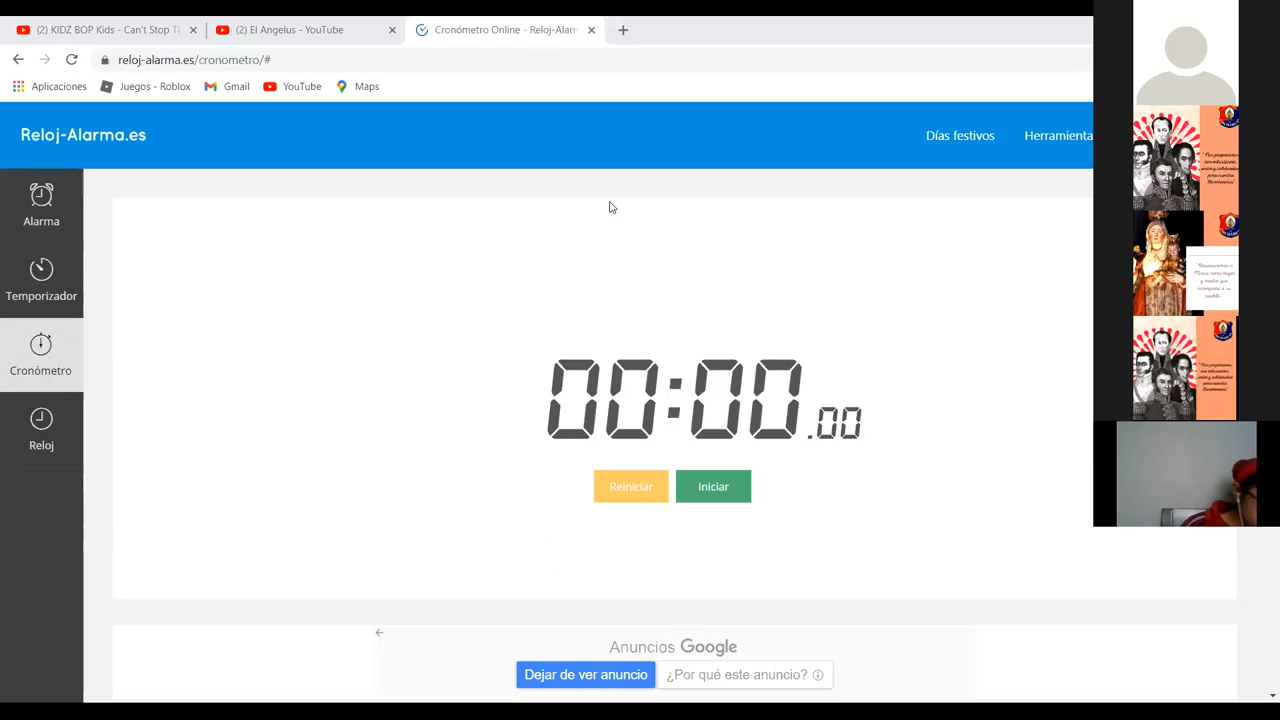 (2) KIDZ BOP Kids - Can't Stop Tl
(2) El Angelus - YouTube
Cronómetro Online - Reloj-Alarm
reloj-alarma.es/cronometro/#
Aplicaciones
Juegos - Roblox
Gmail
YouTube
Maps
Reloj-Alarma.es
Días festivos
Herramienta
Alarma
Temporizador
Cronómetro
Reloj
00:00.00
Reiniciar
Iniciar
Anuncios Google
Dejar de ver anuncio
¿Por qué este anuncio?